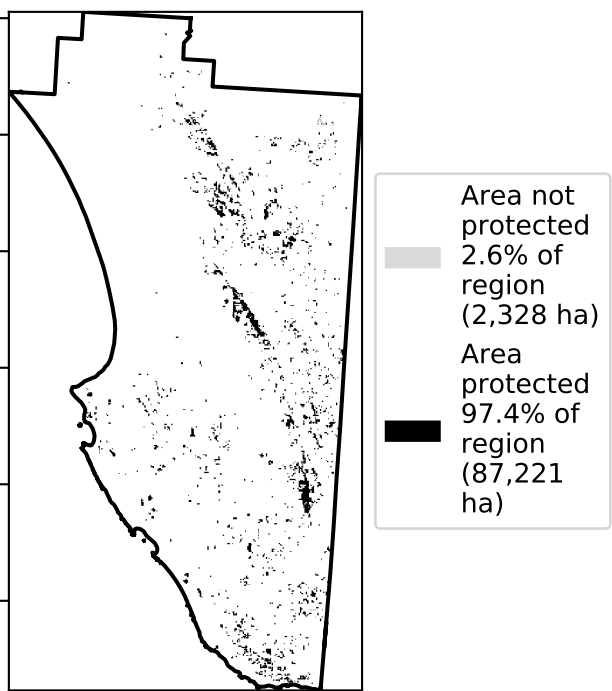 Area not
protected
2.6% of
region
(2,328 ha)
Area
protected
97.4% of
region
(87,221
ha)